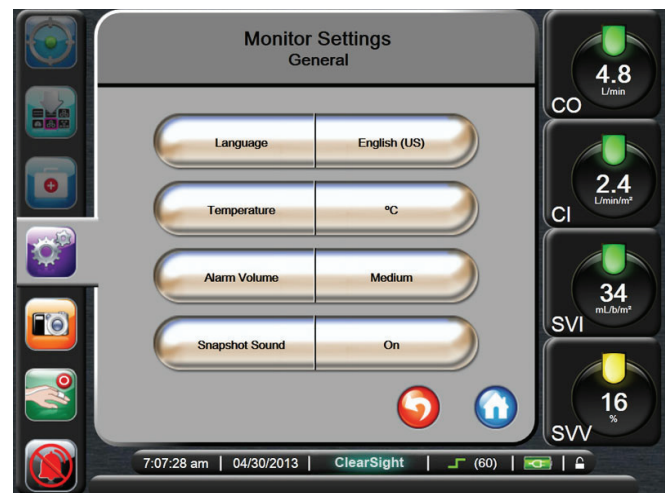 Monitor Settings
General
Language English (US)
Temperature °C
Alarm Volume Medium
Snapshot Sound On
4.8
L/min
CO
2.4
L/min/m²
CI
34
mL/b/m²
SVI
16
%
SVV
7:07:28 am | 04/30/2013 | ClearSight | (60) | |